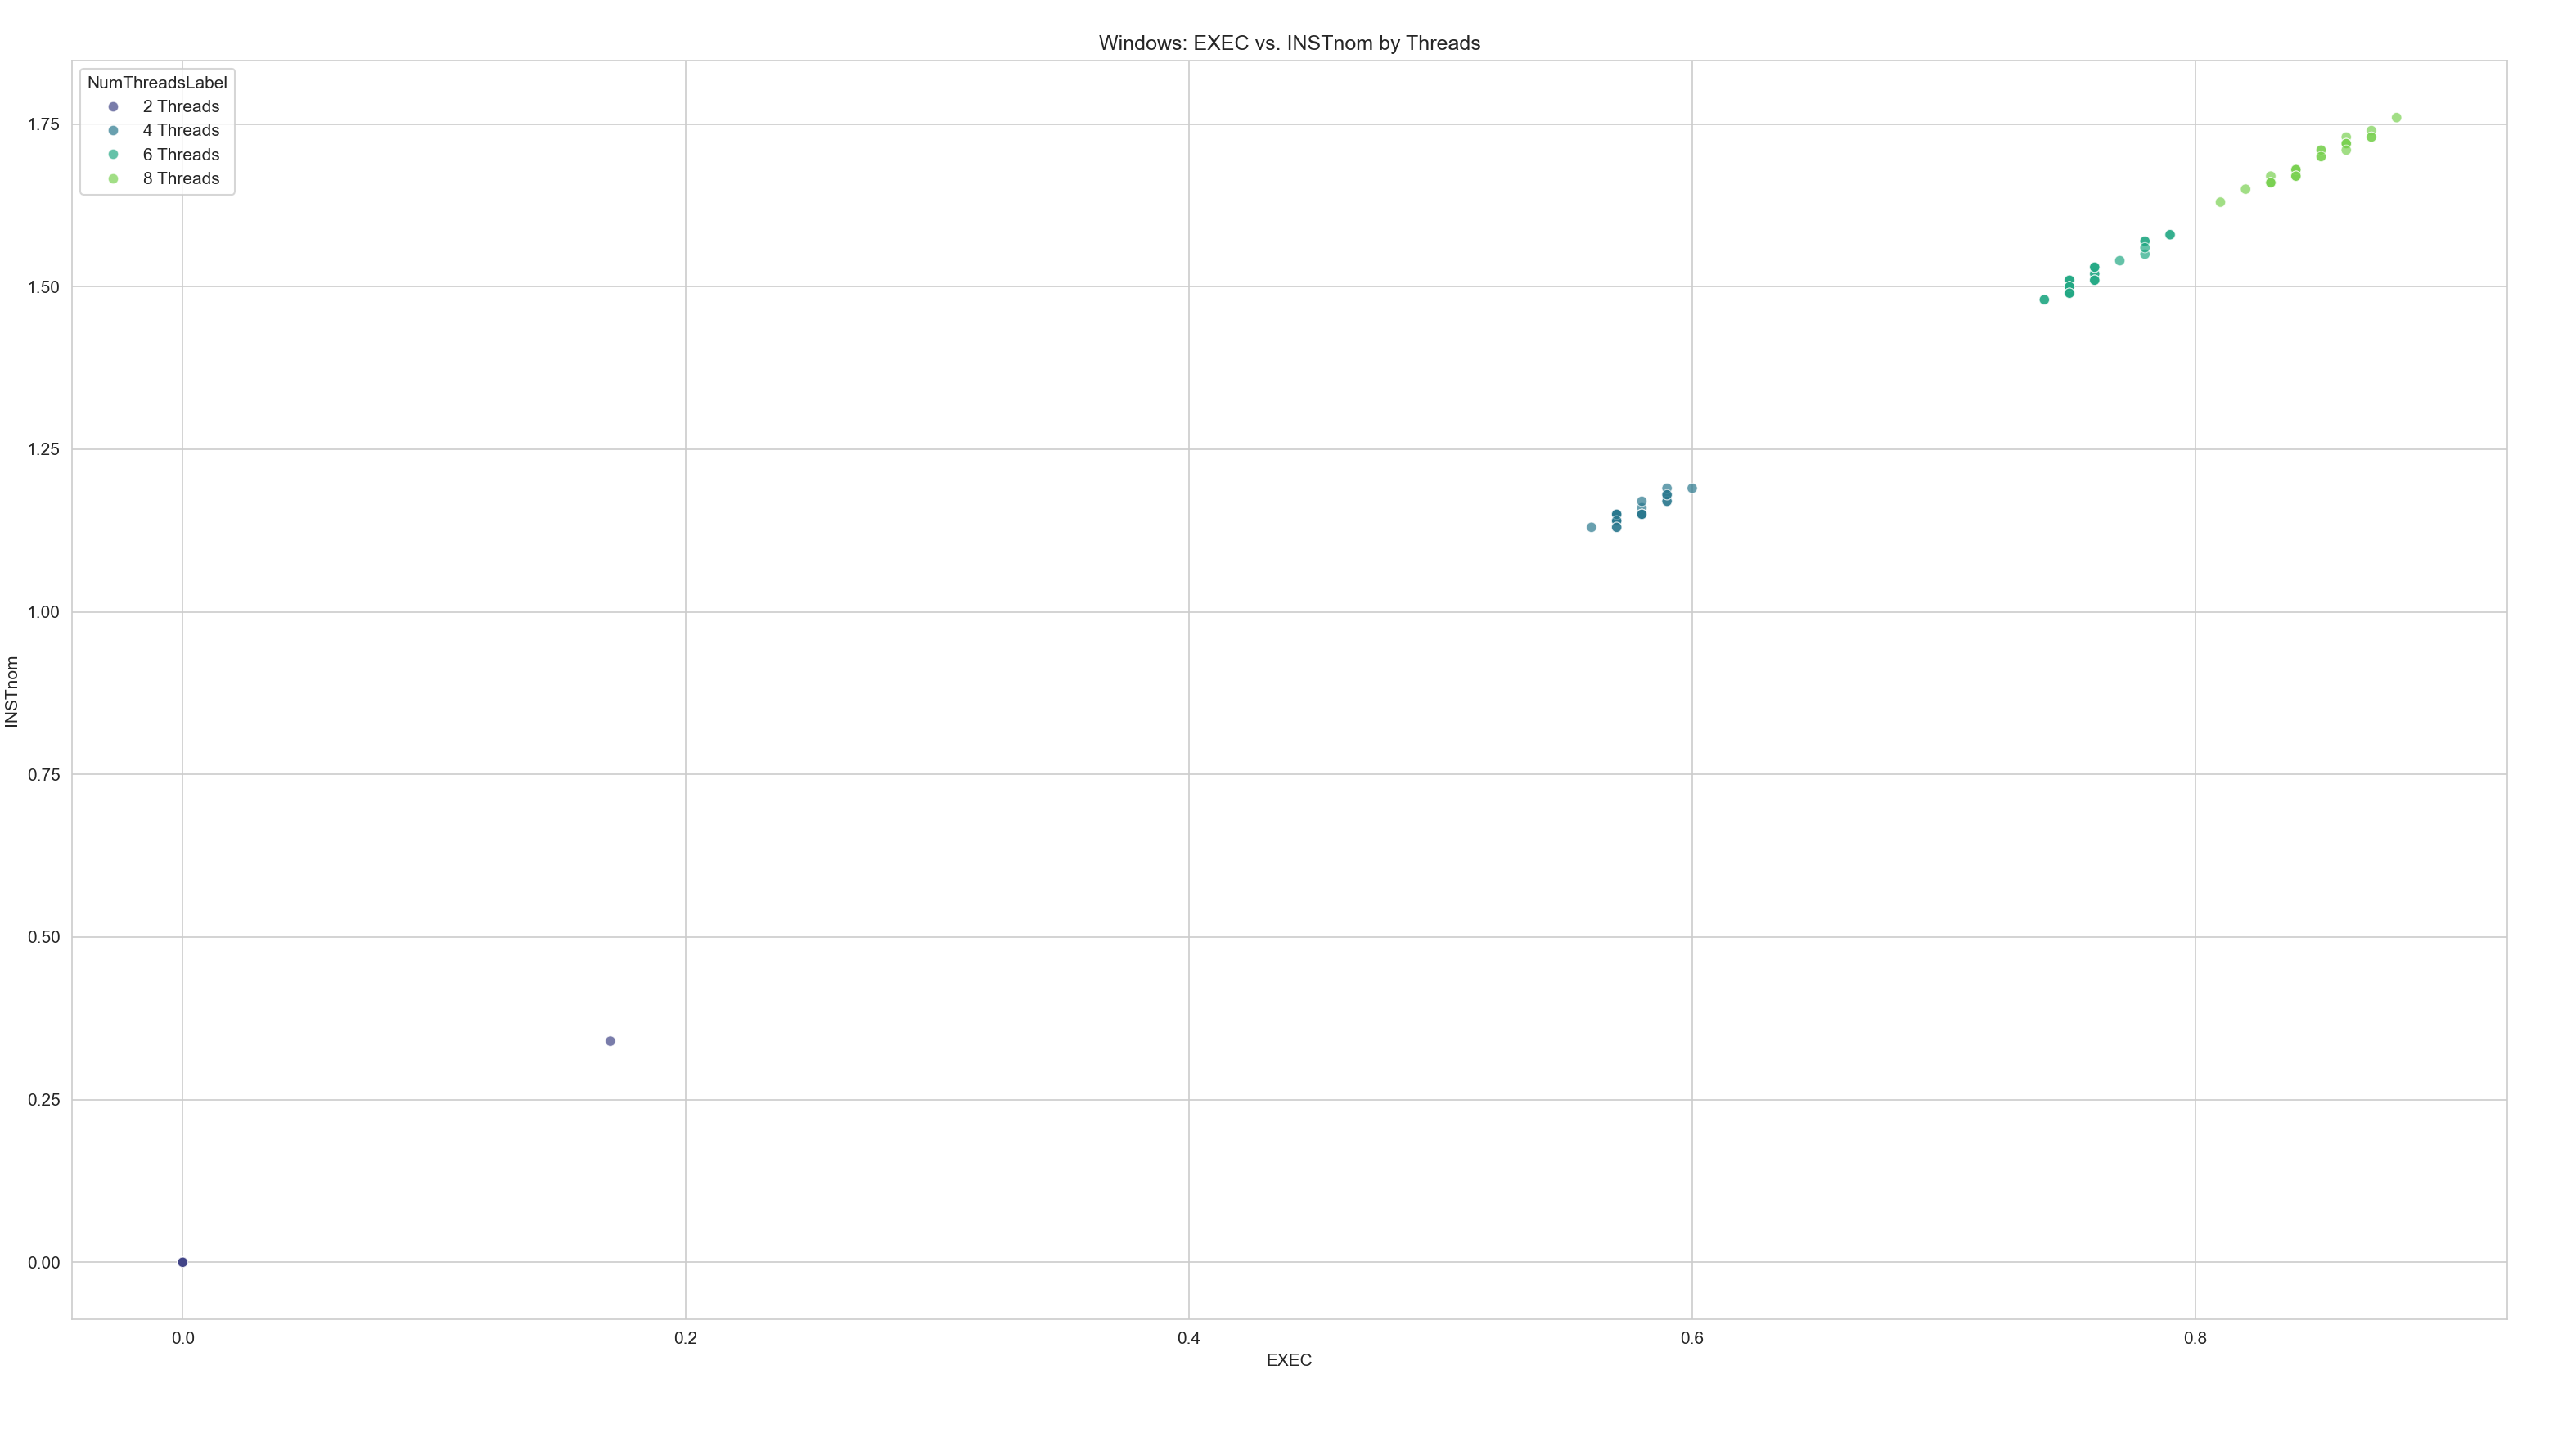 Windows: EXEC vs. INSTnom by Threads
NumThreadsLabel
2 Threads
4 Threads
6 Threads
8 Threads
1.75
1.50
1.25
1.00
0.75
0.50
0.25
0.00
INSTnom
0.0
0.2
0.4
0.6
0.8
EXEC